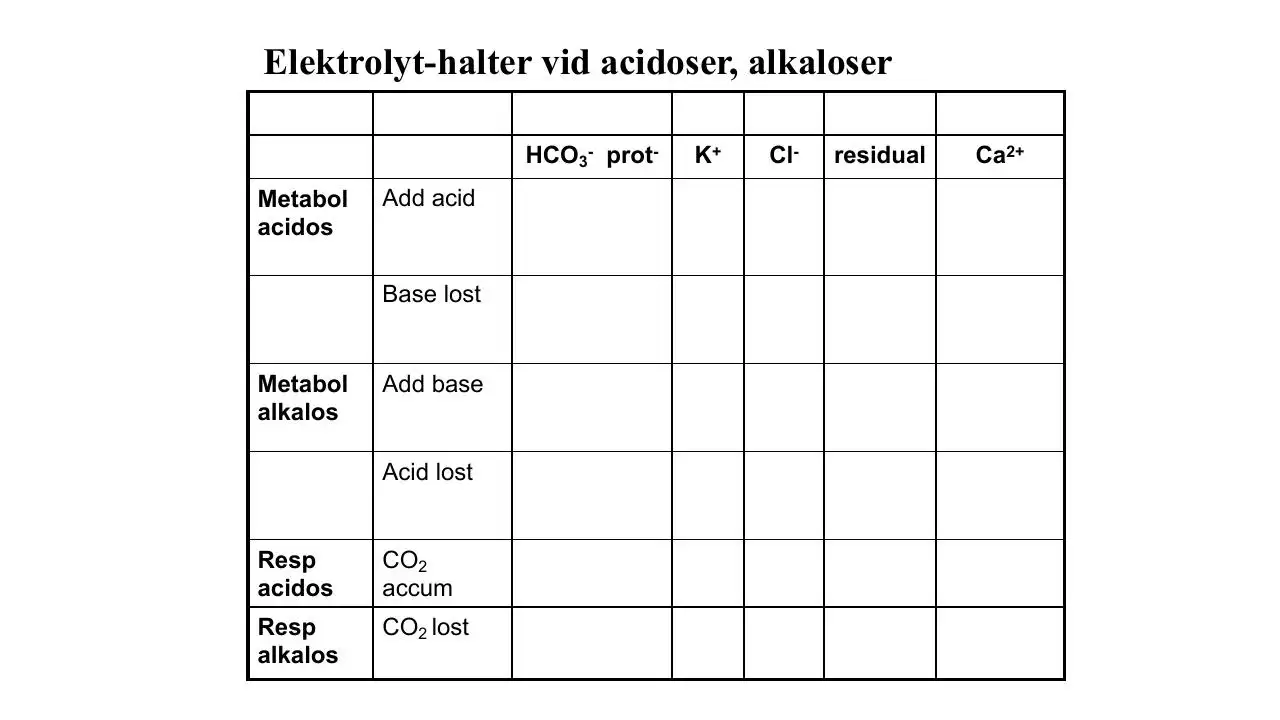 Elektrolyt-halter vid acidoser, alkaloser
HCO₃⁻ prot⁻ K⁺ Cl⁻ residual Ca²⁺
Metabol Add acid
acidos
Base lost
Metabol Add base
alkalos
Acid lost
Resp CO₂
acidos accum
Resp CO₂ lost
alkalos